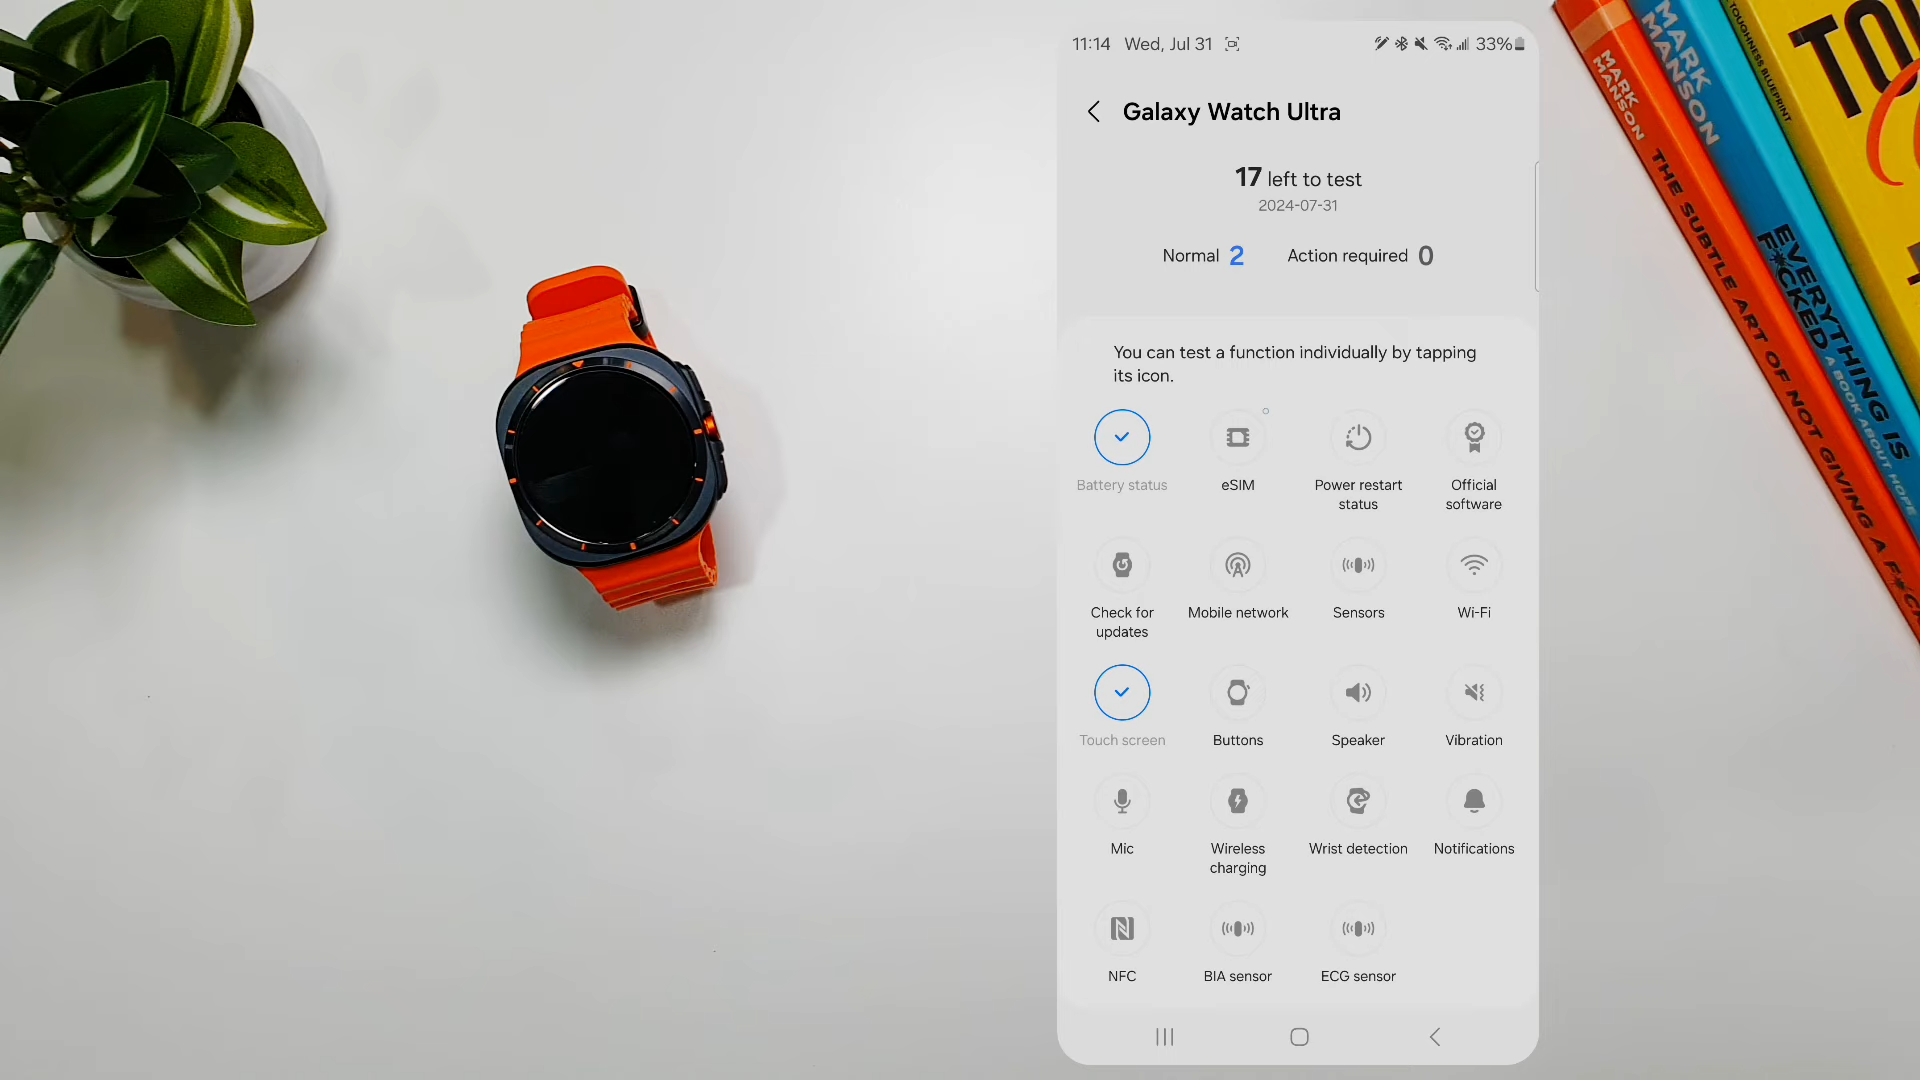 11:14 Wed, Jul 31 33%
Galaxy Watch Ultra
17 left to test
2024-07-31
Normal 2 Action required 0
You can test a function individually by tapping
its icon.
Battery status
eSIM
Power restart
status
Official
software
Check for
updates
Mobile network
Sensors
Wi-Fi
Touch screen
Buttons
Speaker
Vibration
Mic
Wireless
charging
Wrist detection
Notifications
NFC
BIA sensor
ECG sensor
MARK
MANSON
THE SUBTLE ART OF NOT GIVING A
MARK
MANSON
EVERYTHING IS
F*CKED
A BOOK ABOUT HOPE
TOUGHNESS BLUEPRINT